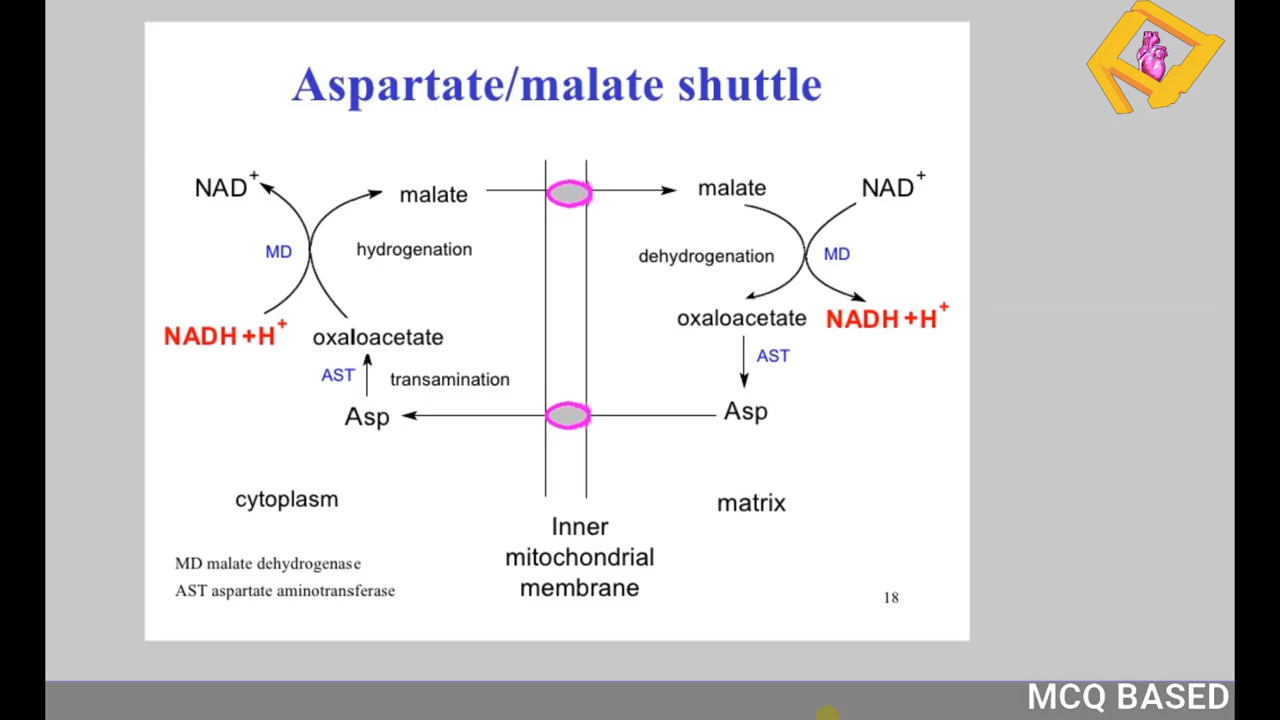 Aspartate/malate shuttle
NAD+
malate
malate
NAD+
MD
hydrogenation
dehydrogenation
MD
NADH +H+
oxaloacetate
oxaloacetate
NADH +H+
AST
transamination
AST
Asp
Asp
cytoplasm
matrix
Inner
mitochondrial
membrane
MD malate dehydrogenase
AST aspartate aminotransferase
18
MCQ BASED